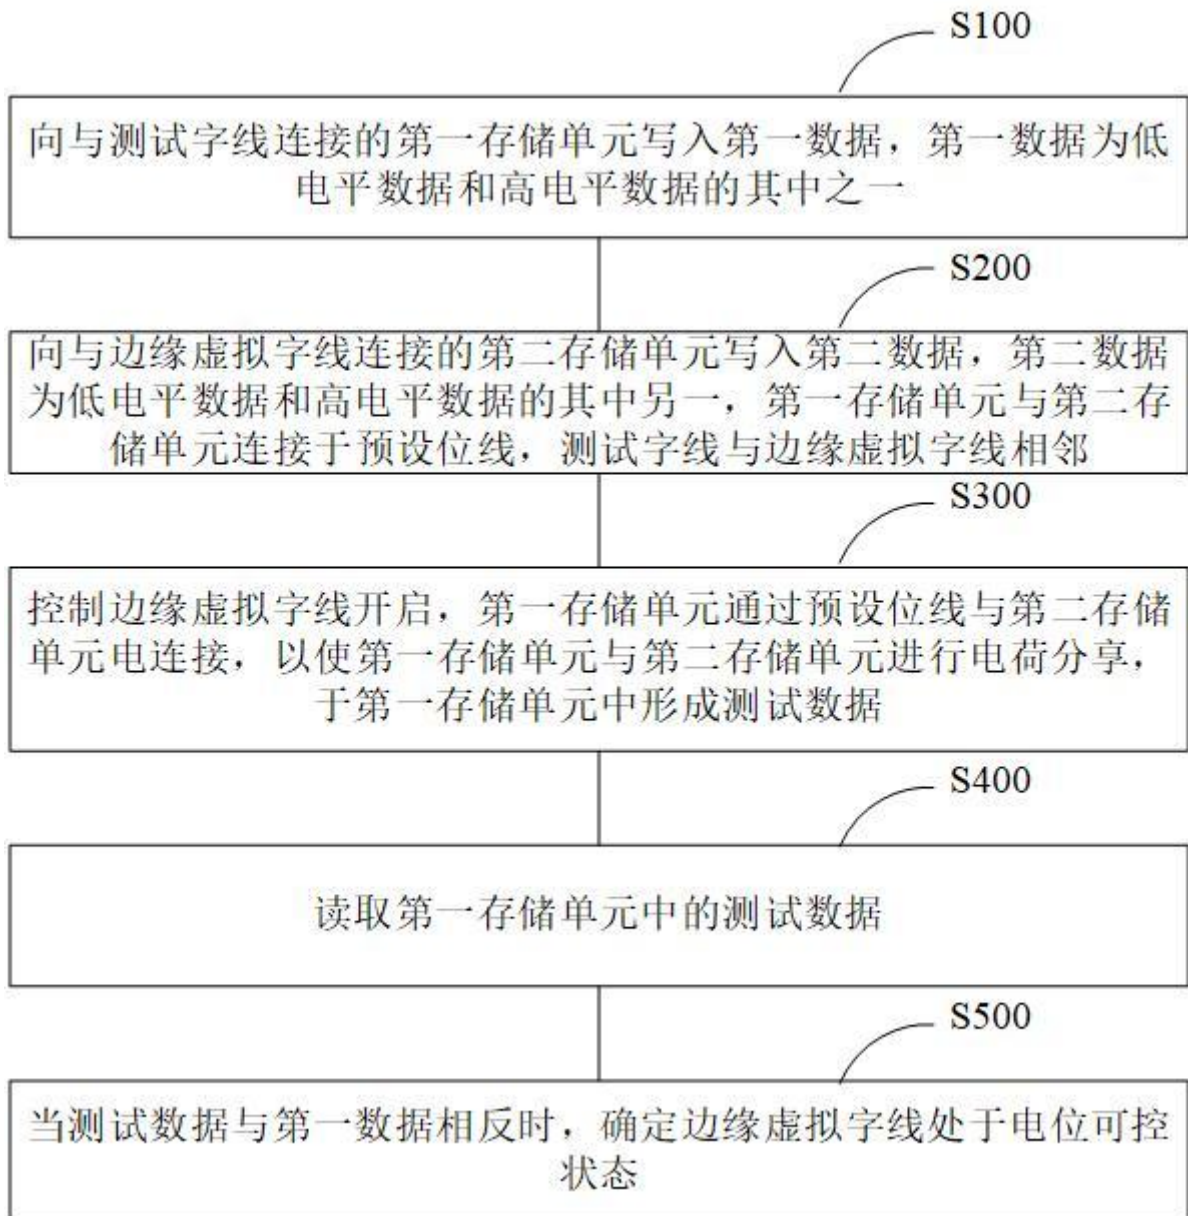 S100
向与测试字线连接的第一存储单元写入第一数据，第一数据为低
电平数据和高电平数据的其中之一
S200
向与边缘虚拟字线连接的第二存储单元写入第二数据，第二数据
为低电平数据和高电平数据的其中另一，第一存储单元与第二存
储单元连接于预设位线，测试字线与边缘虚拟字线相邻
S300
控制边缘虚拟字线开启，第一存储单元通过预设位线与第二存储
单元电连接，以使第一存储单元与第二存储单元进行电荷分享，
于第一存储单元中形成测试数据
S400
读取第一存储单元中的测试数据
S500
当测试数据与第一数据相反时，确定边缘虚拟字线处于电位可控
状态